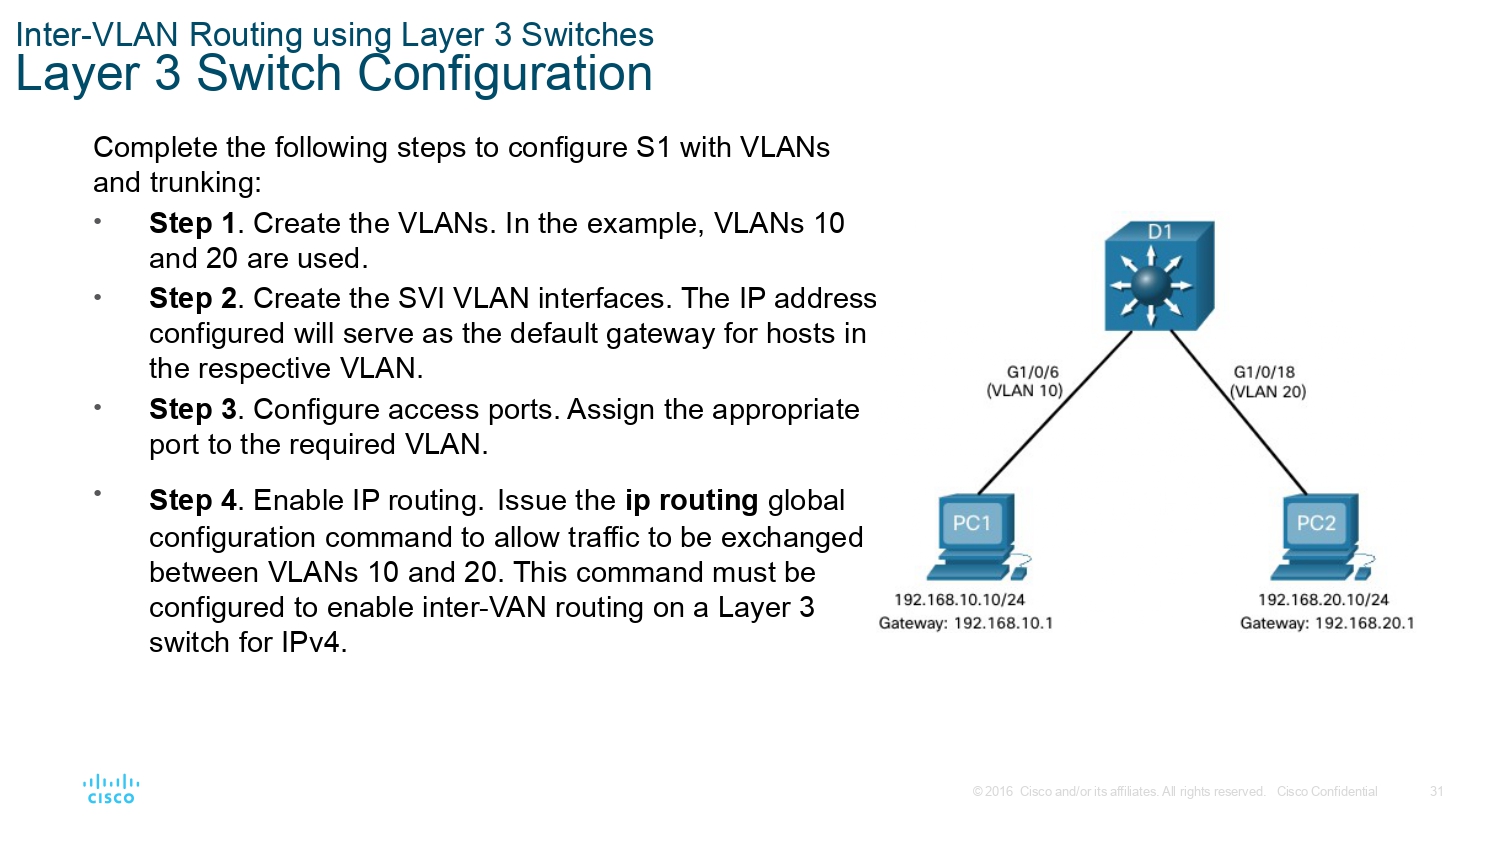 Inter-VLAN Routing using Layer 3 Switches
Layer 3 Switch Configuration
Complete the following steps to configure S1 with VLANs
and trunking:
• Step 1. Create the VLANs. In the example, VLANs 10
and 20 are used.
• Step 2. Create the SVI VLAN interfaces. The IP address
configured will serve as the default gateway for hosts in
the respective VLAN.
• Step 3. Configure access ports. Assign the appropriate
port to the required VLAN.
• Step 4. Enable IP routing. Issue the ip routing global
configuration command to allow traffic to be exchanged
between VLANs 10 and 20. This command must be
configured to enable inter-VAN routing on a Layer 3
switch for IPv4.
D1
G1/0/6
(VLAN 10)
G1/0/18
(VLAN 20)
PC1
PC2
192.168.10.10/24
Gateway: 192.168.10.1
192.168.20.10/24
Gateway: 192.168.20.1
CISCO
© 2016 Cisco and/or its affiliates. All rights reserved. Cisco Confidential
31